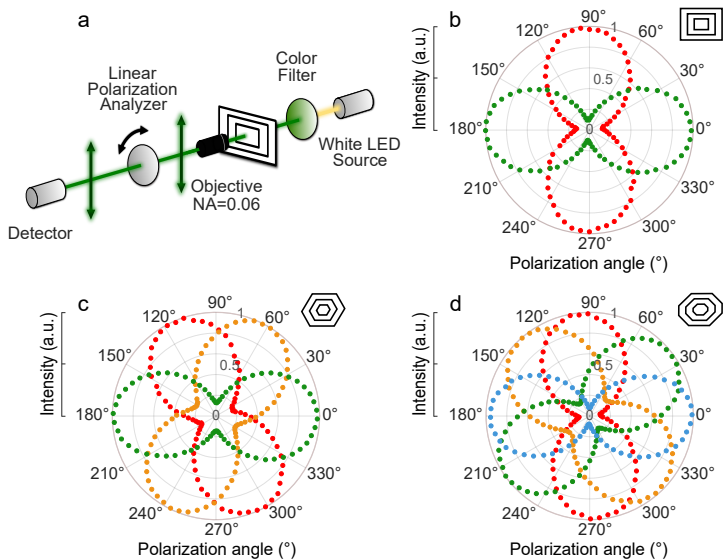 a
Linear
Polarization
Analyzer
Color
Filter
White LED
Source
Objective
NA=0.06
Detector
b
Intensity (a.u.)
90°
120°
1
60°
150°
0.5
30°
180°
0
0°
210°
330°
240°
300°
270°
Polarization angle (°)
c
Intensity (a.u.)
90°
120°
1
60°
150°
0.5
30°
180°
0
0°
210°
330°
240°
300°
270°
Polarization angle (°)
d
Intensity (a.u.)
90°
120°
1
60°
150°
0.5
30°
180°
0
0°
210°
330°
240°
300°
270°
Polarization angle (°)